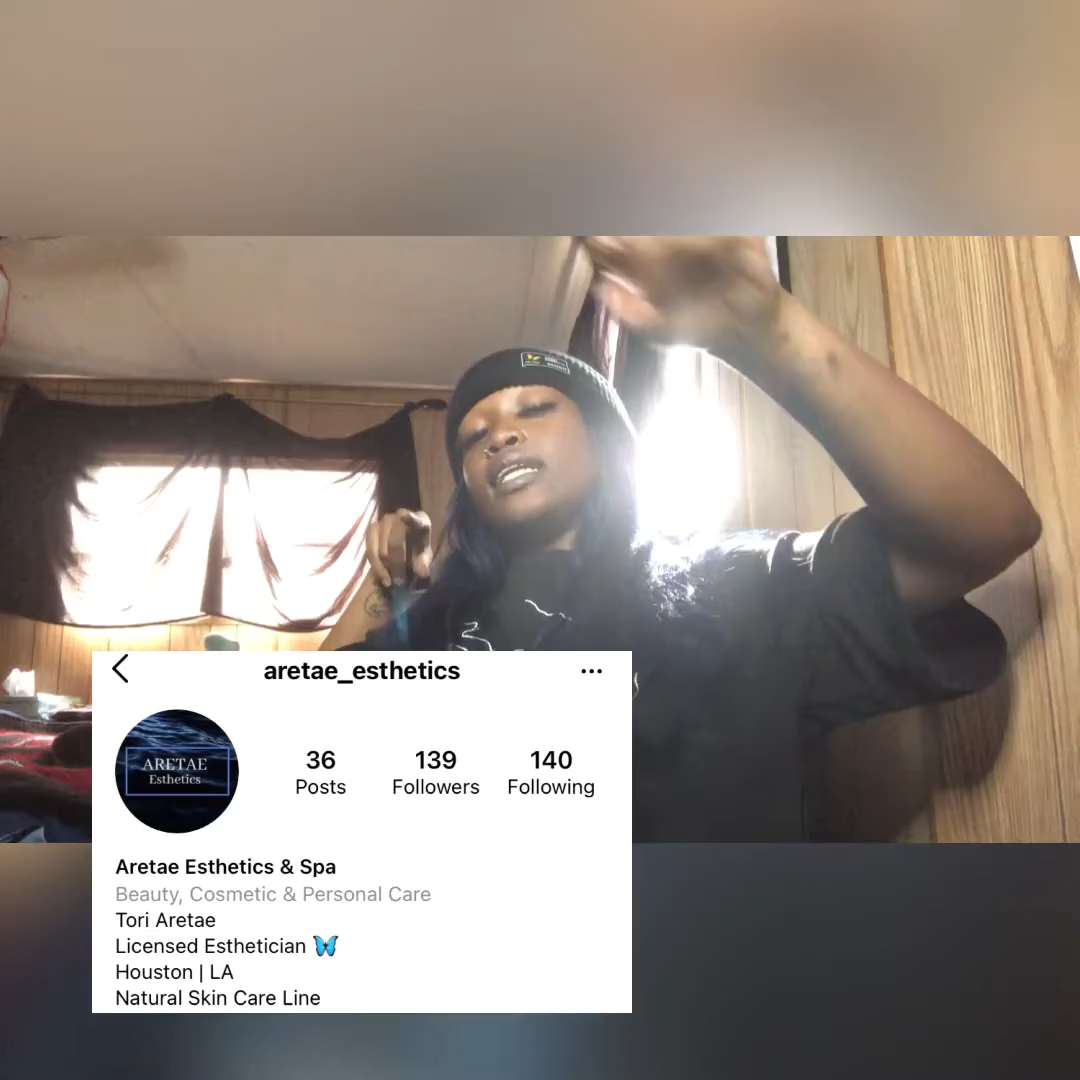 aretae_esthetics
ARETAE
Esthetics
36 139 140
Posts Followers Following
Aretae Esthetics & Spa
Beauty, Cosmetic & Personal Care
Tori Aretae
Licensed Esthetician 🦋
Houston | LA
Natural Skin Care Line